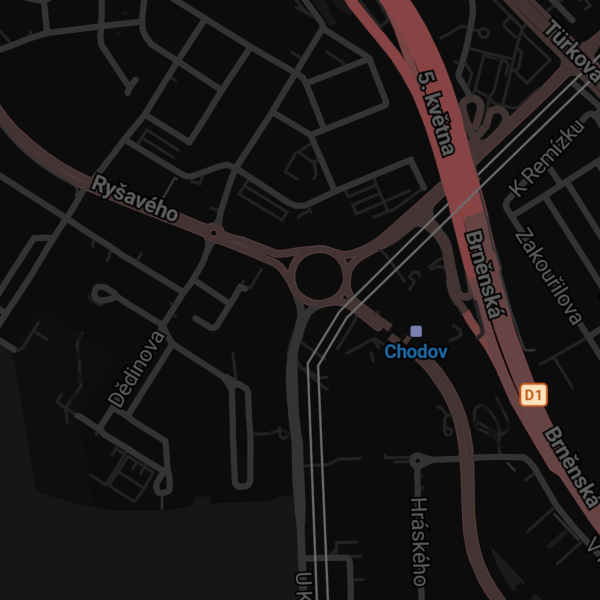 Türkova
5. května
K Remízku
Ryšavého
Zakouřilova
Brněnská
Chodov
Dědinova
D1
Brněnská
Hráského
U k
V